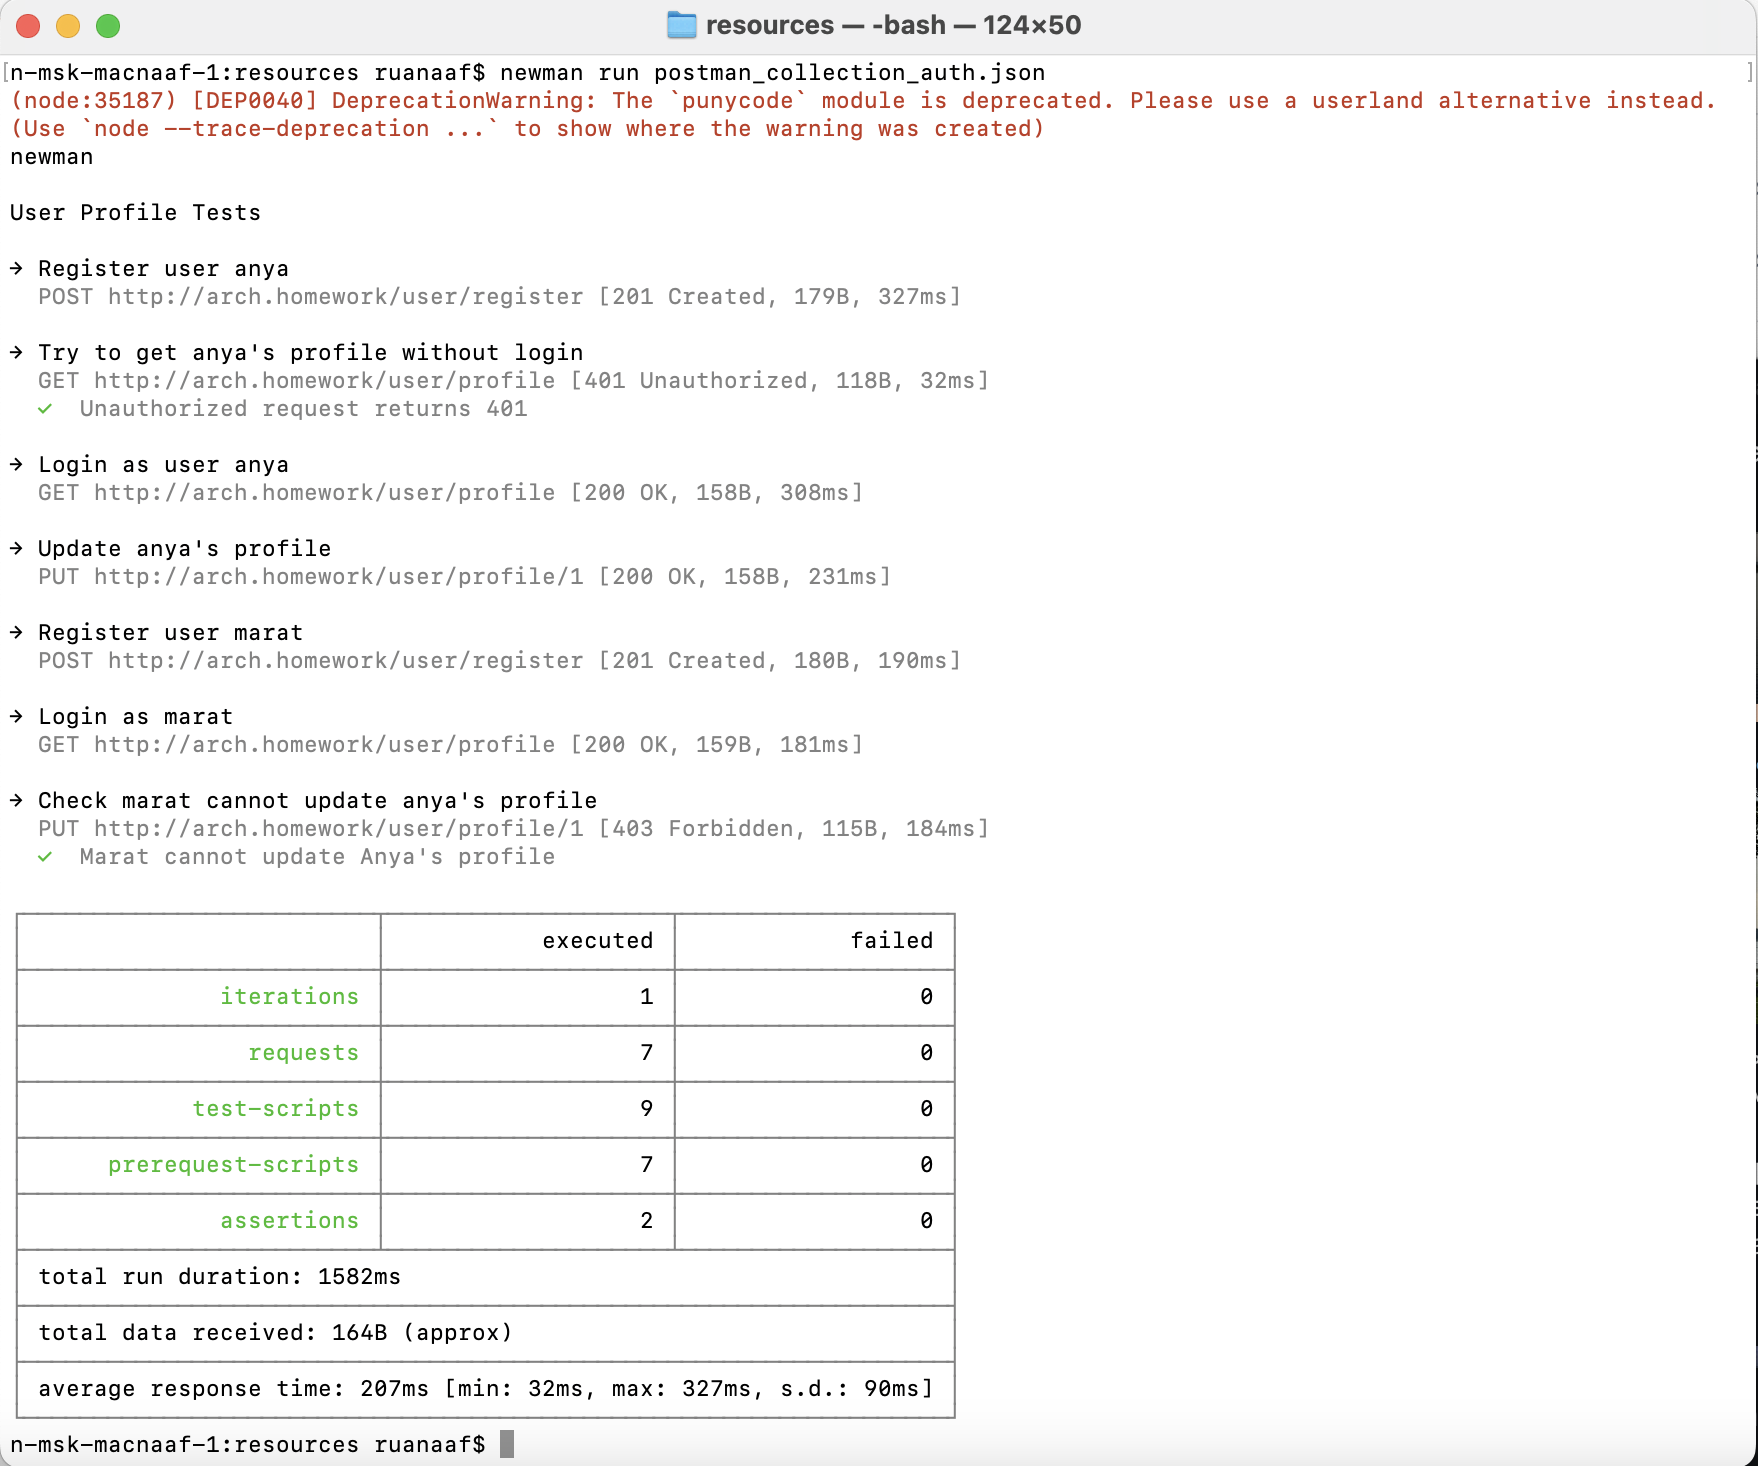 resources — -bash — 124×50
[n-msk-macnaaf-1:resources ruanaaf$ newman run postman_collection_auth.json ]
(node:35187) [DEP0040] DeprecationWarning: The `punycode` module is deprecated. Please use a userland alternative instead.
(Use `node --trace-deprecation ...` to show where the warning was created)
newman
User Profile Tests
→ Register user anya
POST http://arch.homework/user/register [201 Created, 179B, 327ms]
→ Try to get anya's profile without login
GET http://arch.homework/user/profile [401 Unauthorized, 118B, 32ms]
✓ Unauthorized request returns 401
→ Login as user anya
GET http://arch.homework/user/profile [200 OK, 158B, 308ms]
→ Update anya's profile
PUT http://arch.homework/user/profile/1 [200 OK, 158B, 231ms]
→ Register user marat
POST http://arch.homework/user/register [201 Created, 180B, 190ms]
→ Login as marat
GET http://arch.homework/user/profile [200 OK, 159B, 181ms]
→ Check marat cannot update anya's profile
PUT http://arch.homework/user/profile/1 [403 Forbidden, 115B, 184ms]
✓ Marat cannot update Anya's profile
executed failed
iterations 1 0
requests 7 0
test-scripts 9 0
prerequest-scripts 7 0
assertions 2 0
total run duration: 1582ms
total data received: 164B (approx)
average response time: 207ms [min: 32ms, max: 327ms, s.d.: 90ms]
n-msk-macnaaf-1:resources ruanaaf$